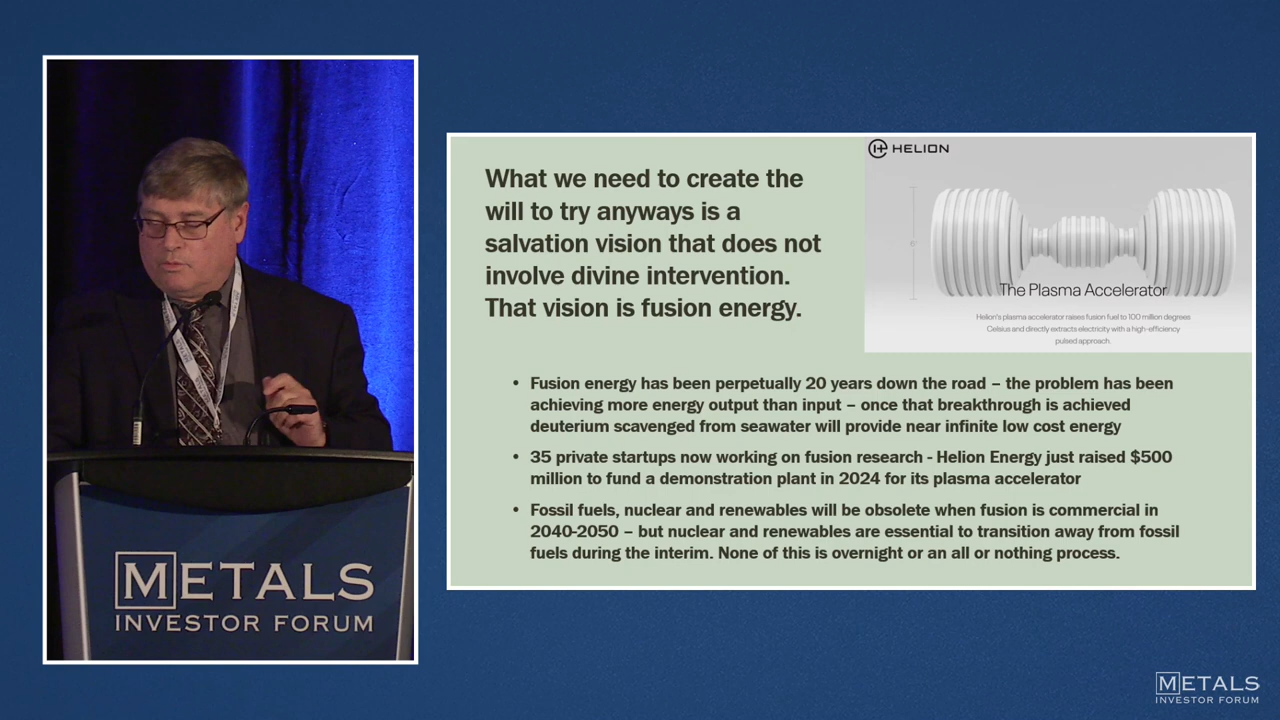 HELION
What we need to create the
will to try anyways is a
salvation vision that does not
involve divine intervention.
That vision is fusion energy.
The Plasma Accelerator
Helion's plasma accelerator raises fusion fuel to 100 million degrees
Celsius and directly extracts electricity with a high-efficiency
pulsed approach.
• Fusion energy has been perpetually 20 years down the road – the problem has been
achieving more energy output than input – once that breakthrough is achieved
deuterium scavenged from seawater will provide near infinite low cost energy
• 35 private startups now working on fusion research - Helion Energy just raised $500
million to fund a demonstration plant in 2024 for its plasma accelerator
• Fossil fuels, nuclear and renewables will be obsolete when fusion is commercial in
2040-2050 – but nuclear and renewables are essential to transition away from fossil
fuels during the interim. None of this is overnight or an all or nothing process.
METALS
INVESTOR FORUM
METALS
INVESTOR FORUM